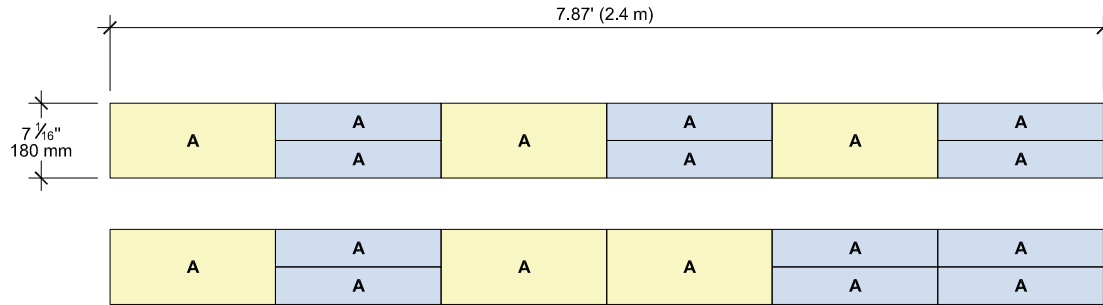 7.87' (2.4 m)
A A A
7 1/16" A A A
180 mm A A A
A A
A A A
A A